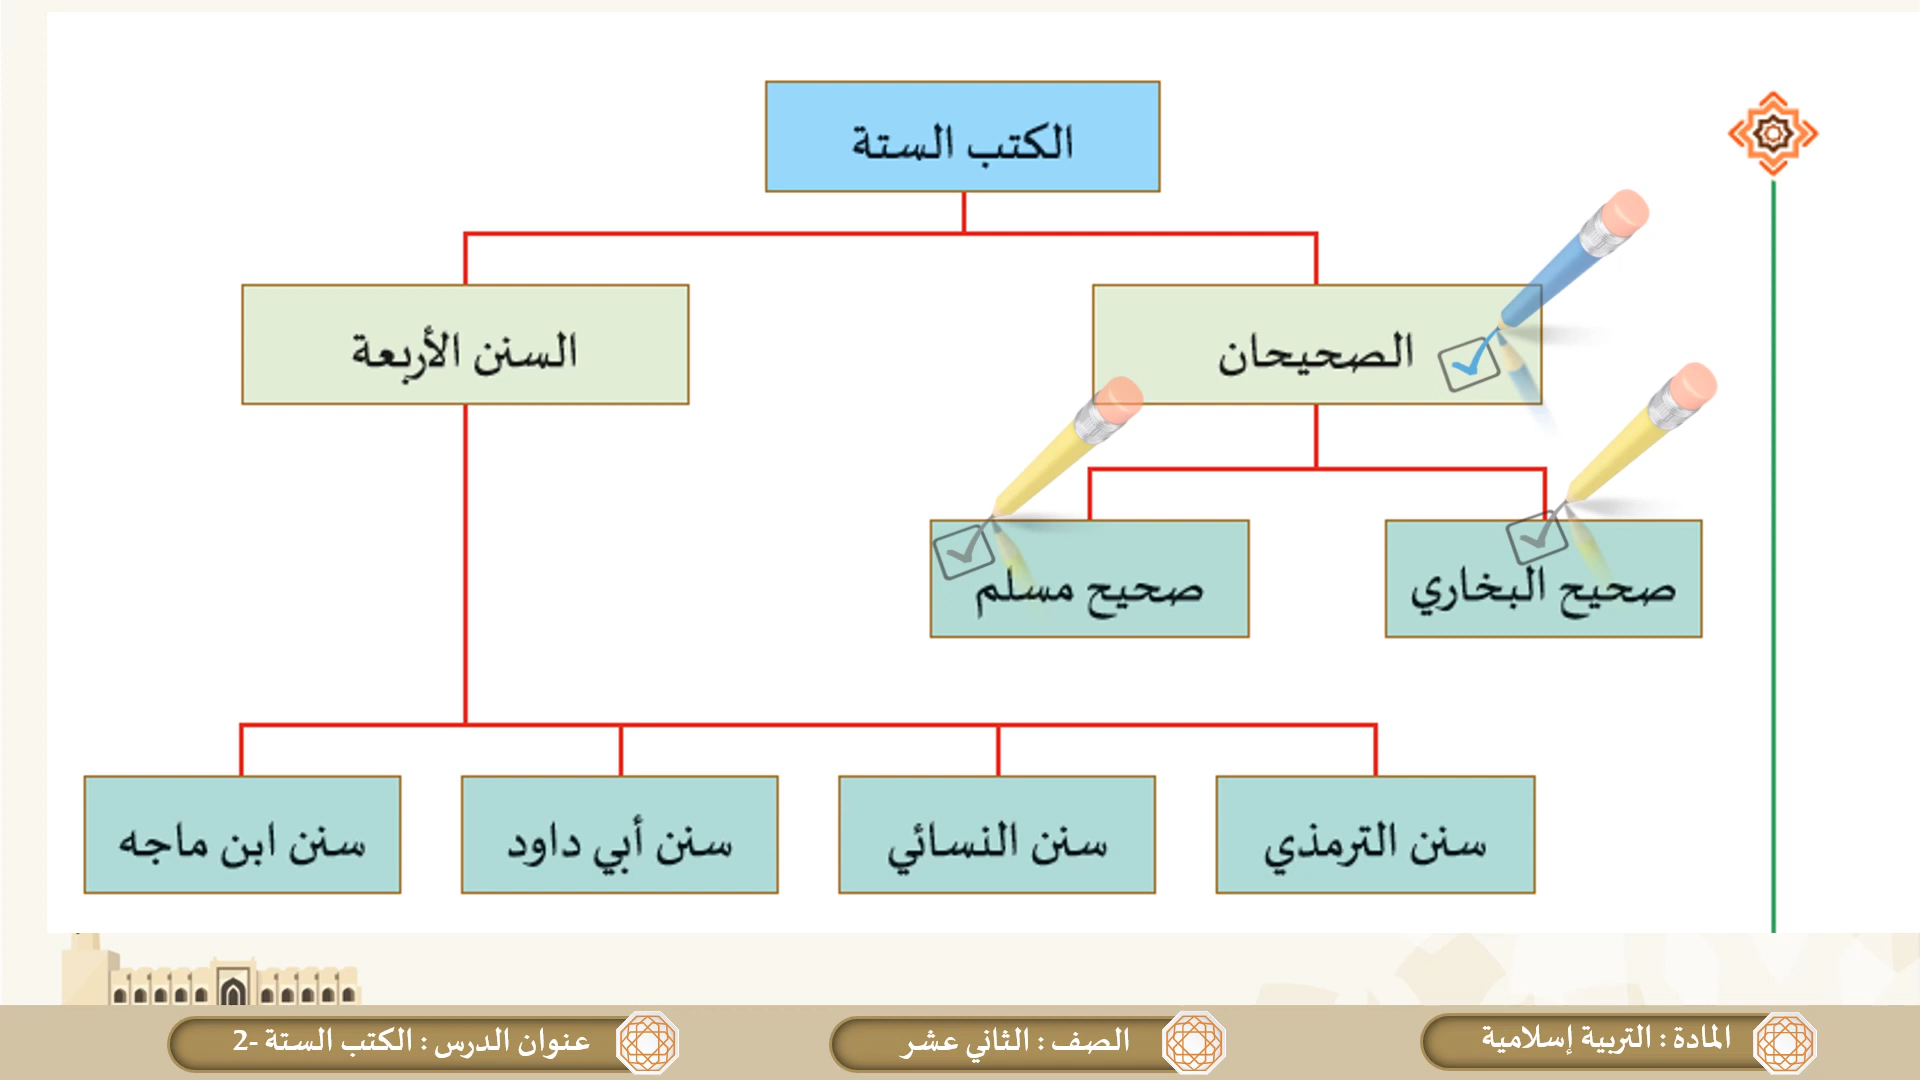 الكتب الستة
الصحيحان
السنن الأربعة
صحيح البخاري
صحيح مسلم
سنن الترمذي
سنن النسائي
سنن أبي داود
سنن ابن ماجه
المادة : التربية إسلامية
الصف : الثاني عشر
عنوان الدرس : الكتب الستة -2